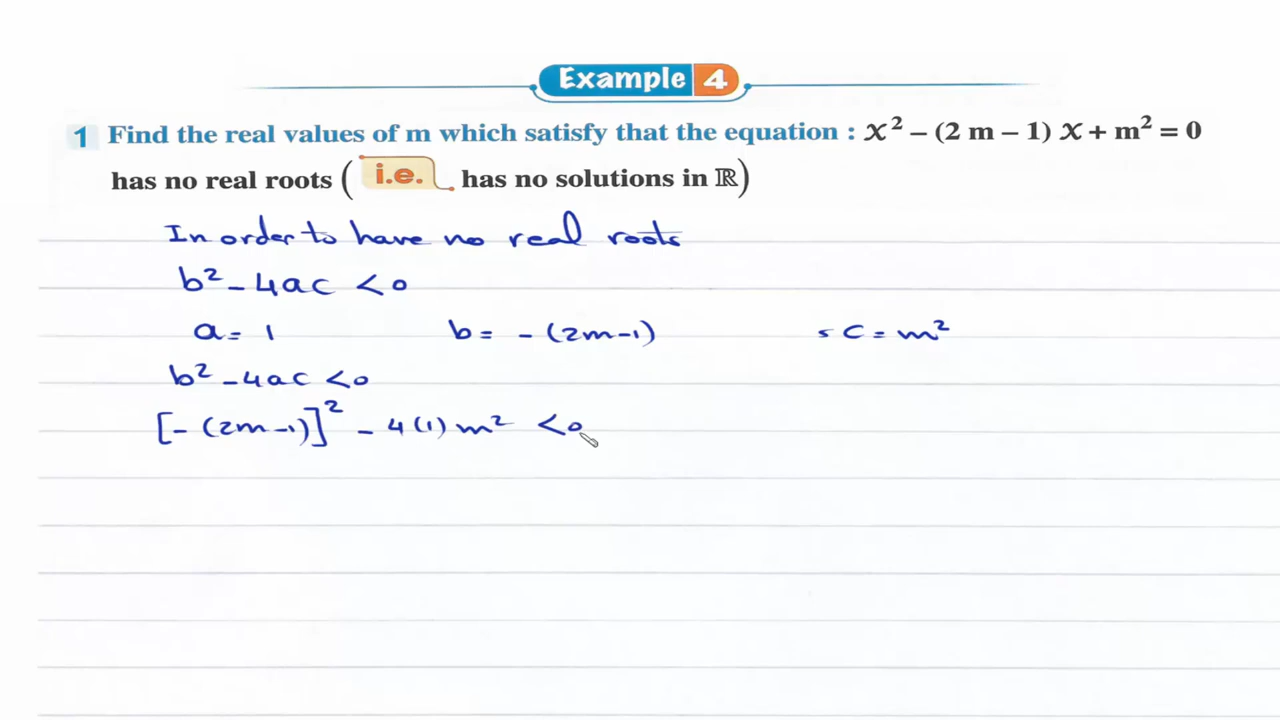 Example 4
1 Find the real values of m which satisfy that the equation : x² – (2 m – 1) x + m² = 0
has no real roots ( i.e. has no solutions in ℝ)
In order to have no real roots
b² - 4ac < 0
a = 1 b = - (2m-1) , c = m²
b² - 4ac < 0
[- (2m-1)]² - 4 (1) m² < 0